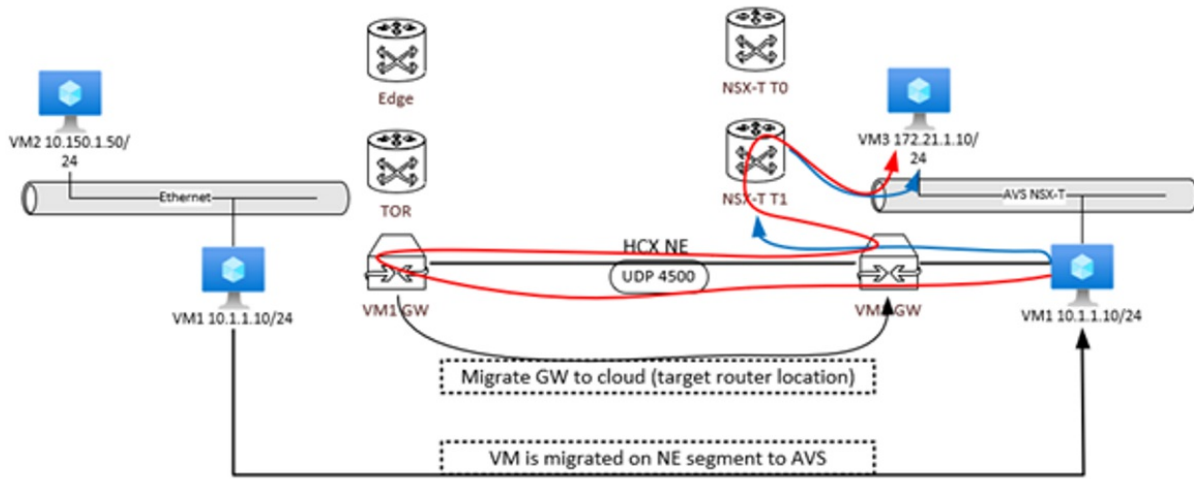 Edge
NSX-T T0
VM2 10.150.1.50/
24
VM3 172.21.1.10/
24
Ethernet
TOR
NSX-T T1
AVS NSX-T
HCX NE
UDP 4500
VM1 GW
GW
VM1 10.1.1.10/24
VM1 10.1.1.10/24
Migrate GW to cloud (target router location)
VM is migrated on NE segment to AVS